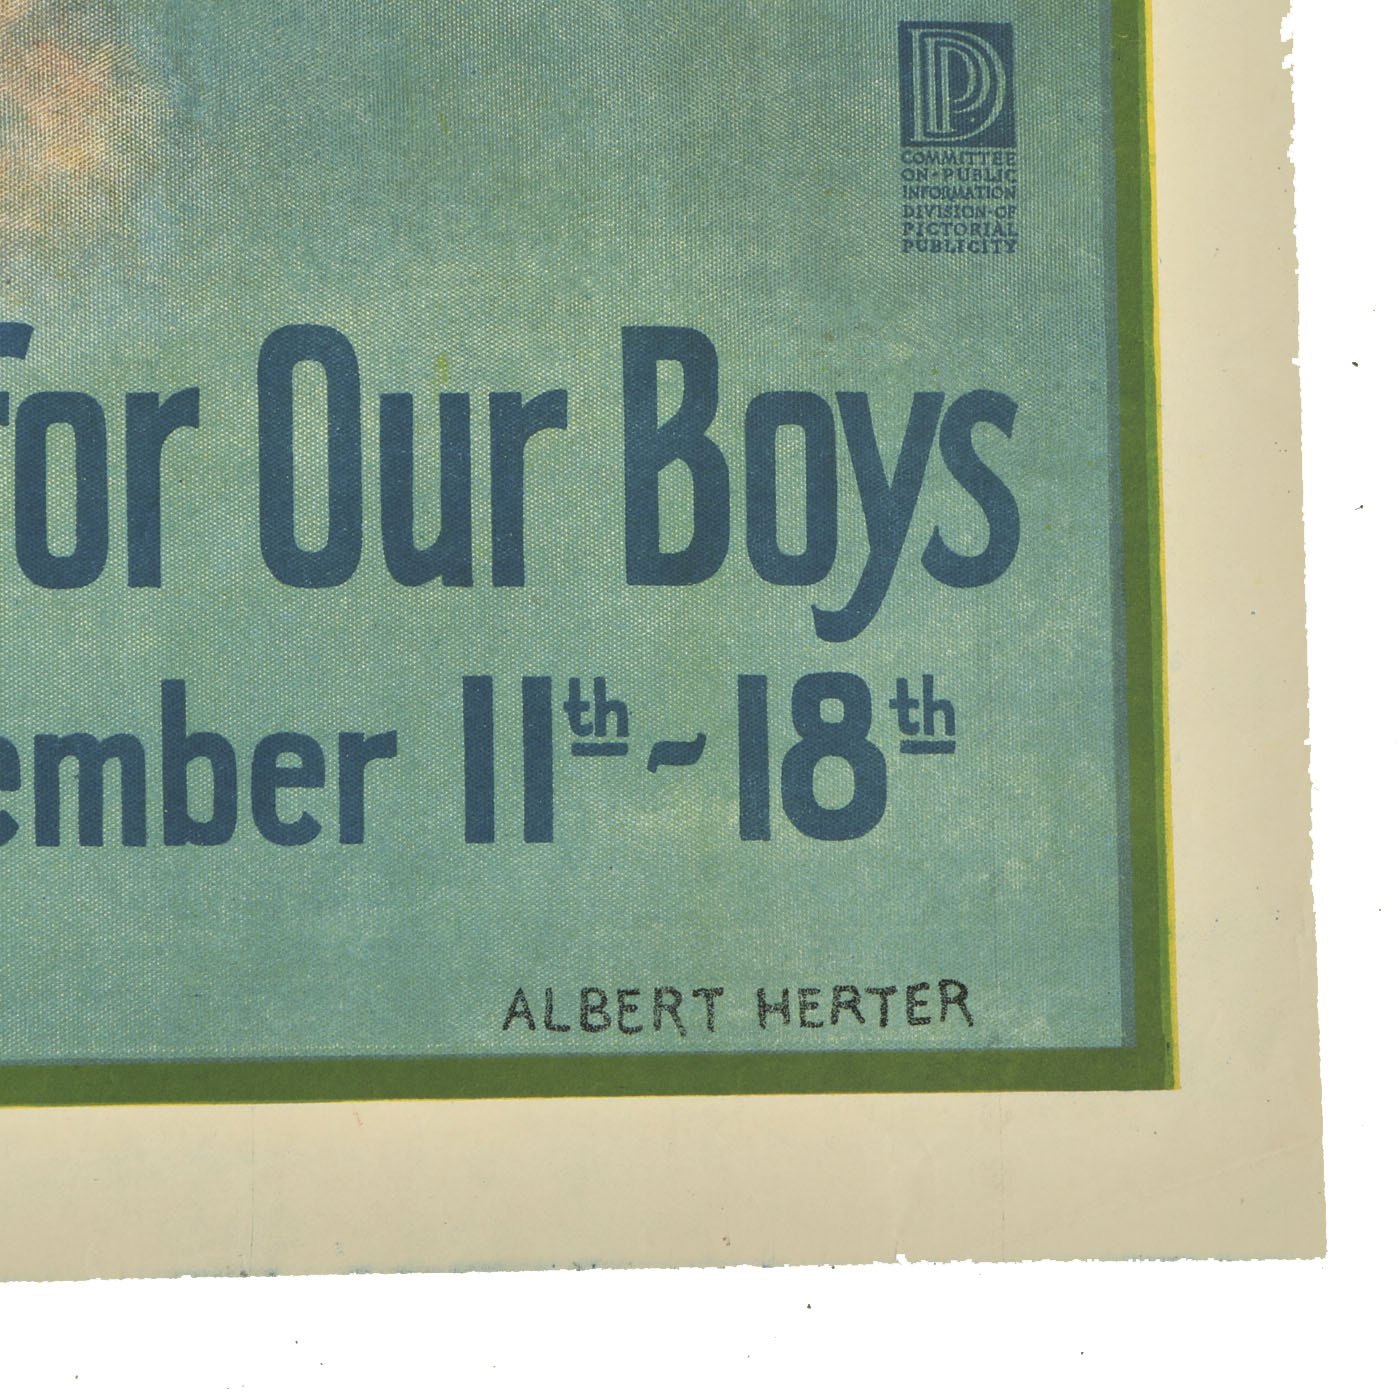 COMMITTEE
ON·PUBLIC
INFORMATION
DIVISION·OF
PICTORIAL
PUBLICITY
For Our Boys
ember 11th~18th
ALBERT HERTER